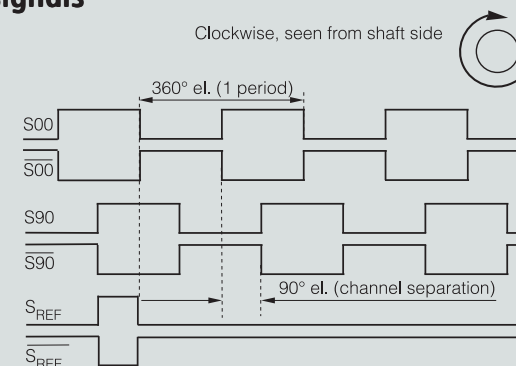 Clockwise, seen from shaft side
360° el. (1 period)
S00
S00
S90
S90
90° el. (channel separation)
SREF
SREF